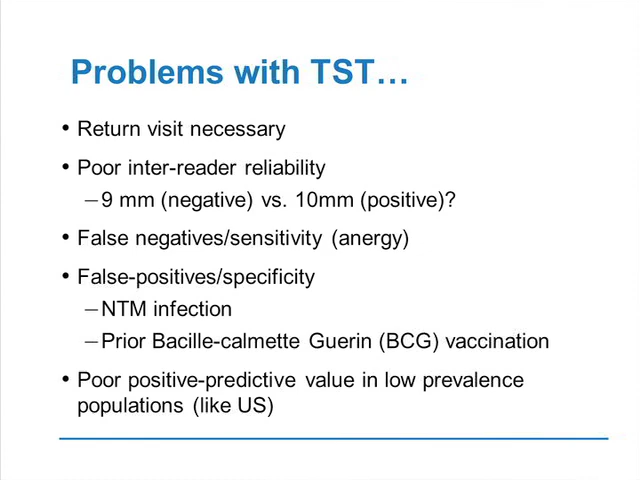 Problems with TST…
• Return visit necessary
• Poor inter-reader reliability
–9 mm (negative) vs. 10mm (positive)?
• False negatives/sensitivity (anergy)
• False-positives/specificity
–NTM infection
–Prior Bacille-calmette Guerin (BCG) vaccination
• Poor positive-predictive value in low prevalence
populations (like US)